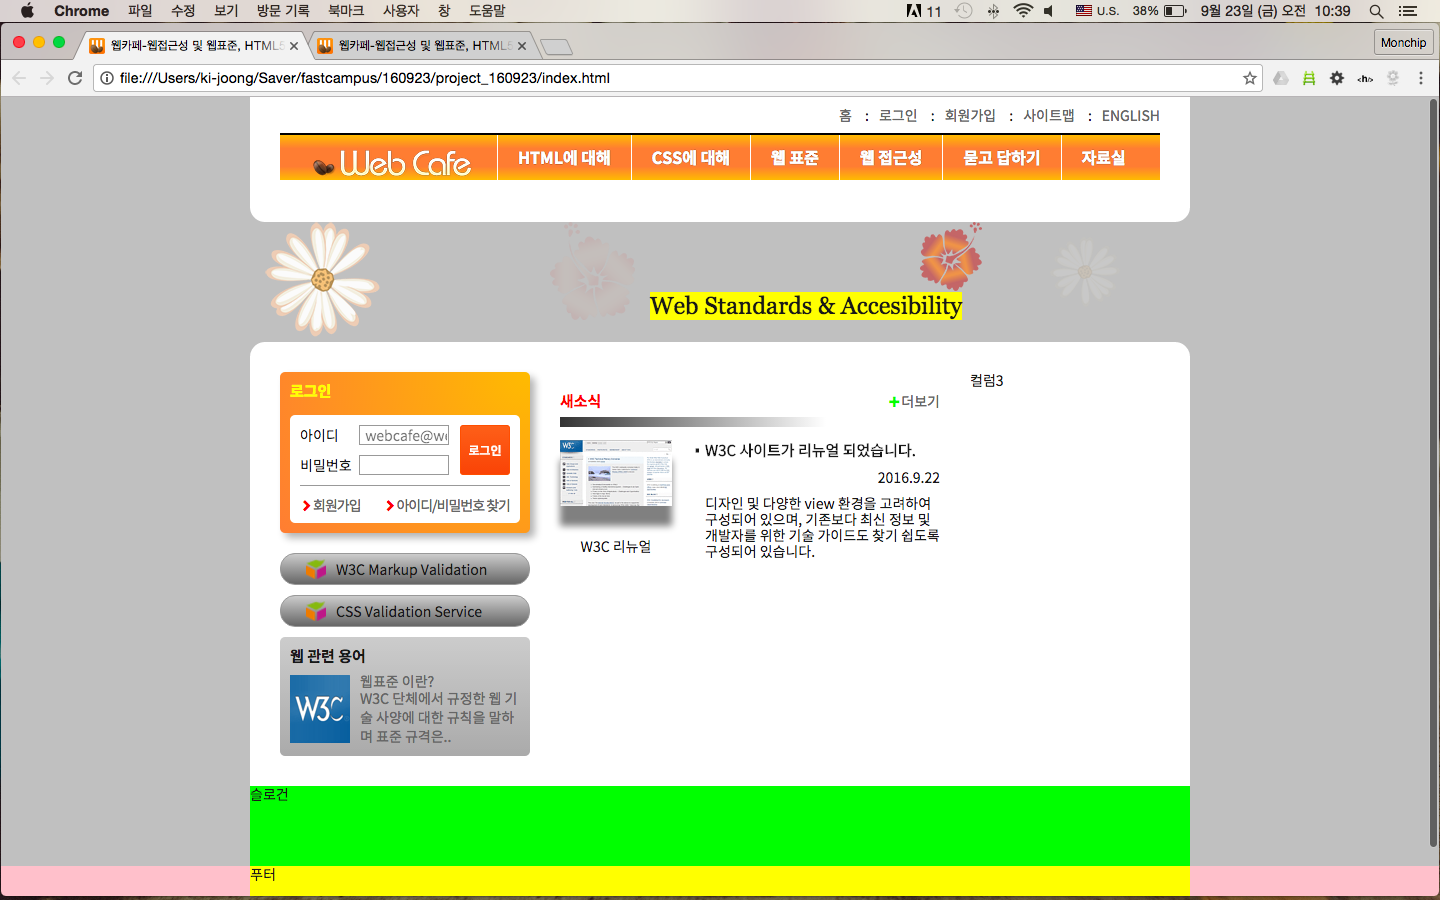 Chrome 파일 수정 보기 방문 기록 북마크 사용자 창 도움말 11 U.S. 38% 9월 23일 (금) 오전 10:39
웹카페-웹접근성 및 웹표준, HTML5 웹카페-웹접근성 및 웹표준, HTML5 Monchip
file:///Users/ki-joong/Saver/fastcampus/160923/project_160923/index.html
홈 : 로그인 : 회원가입 : 사이트맵 : ENGLISH
Web Cafe HTML에 대해 CSS에 대해 웹 표준 웹 접근성 묻고 답하기 자료실
Web Standards & Accesibility
로그인
아이디 webcafe@we
비밀번호
로그인
회원가입 아이디/비밀번호 찾기
W3C Markup Validation
CSS Validation Service
웹 관련 용어
W3C
웹표준 이란?
W3C 단체에서 규정한 웹 기
술 사양에 대한 규칙을 말하
며 표준 규격은..
새소식 +더보기
W3C 리뉴얼
▪ W3C 사이트가 리뉴얼 되었습니다.
2016.9.22
디자인 및 다양한 view 환경을 고려하여
구성되어 있으며, 기존보다 최신 정보 및
개발자를 위한 기술 가이드도 찾기 쉽도록
구성되어 있습니다.
컬럼3
슬로건
푸터